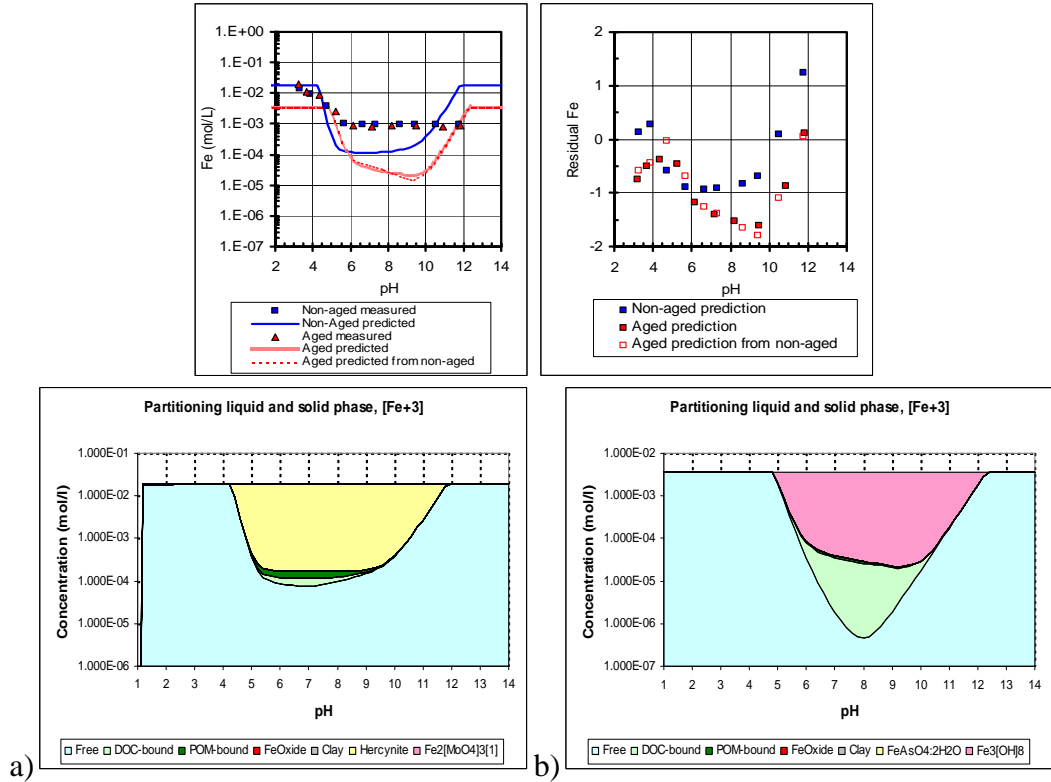 1.E+00
1.E-01
1.E-02
1.E-03
1.E-04
1.E-05
1.E-06
1.E-07
Fe (mol/L)
2 4 6 8 10 12 14
pH
Non-aged measured
Non-Aged predicted
Aged measured
Aged predicted
Aged predicted from non-aged
2
1
0
-1
-2
Residual Fe
2 4 6 8 10 12 14
pH
Non-aged prediction
Aged prediction
Aged prediction from non-aged
Partitioning liquid and solid phase, [Fe+3]
1.000E-01
1.000E-02
1.000E-03
1.000E-04
1.000E-05
1.000E-06
Concentration (mol/l)
1 2 3 4 5 6 7 8 9 10 11 12 13 14
pH
Free DOC-bound POM-bound FeOxide Clay Hercynite Fe2[MoO4]3[1]
a)
Partitioning liquid and solid phase, [Fe+3]
1.000E-02
1.000E-03
1.000E-04
1.000E-05
1.000E-06
1.000E-07
Concentration (mol/l)
1 2 3 4 5 6 7 8 9 10 11 12 13 14
pH
Free DOC-bound POM-bound FeOxide Clay FeAsO4:2H2O Fe3[OH]8
b)